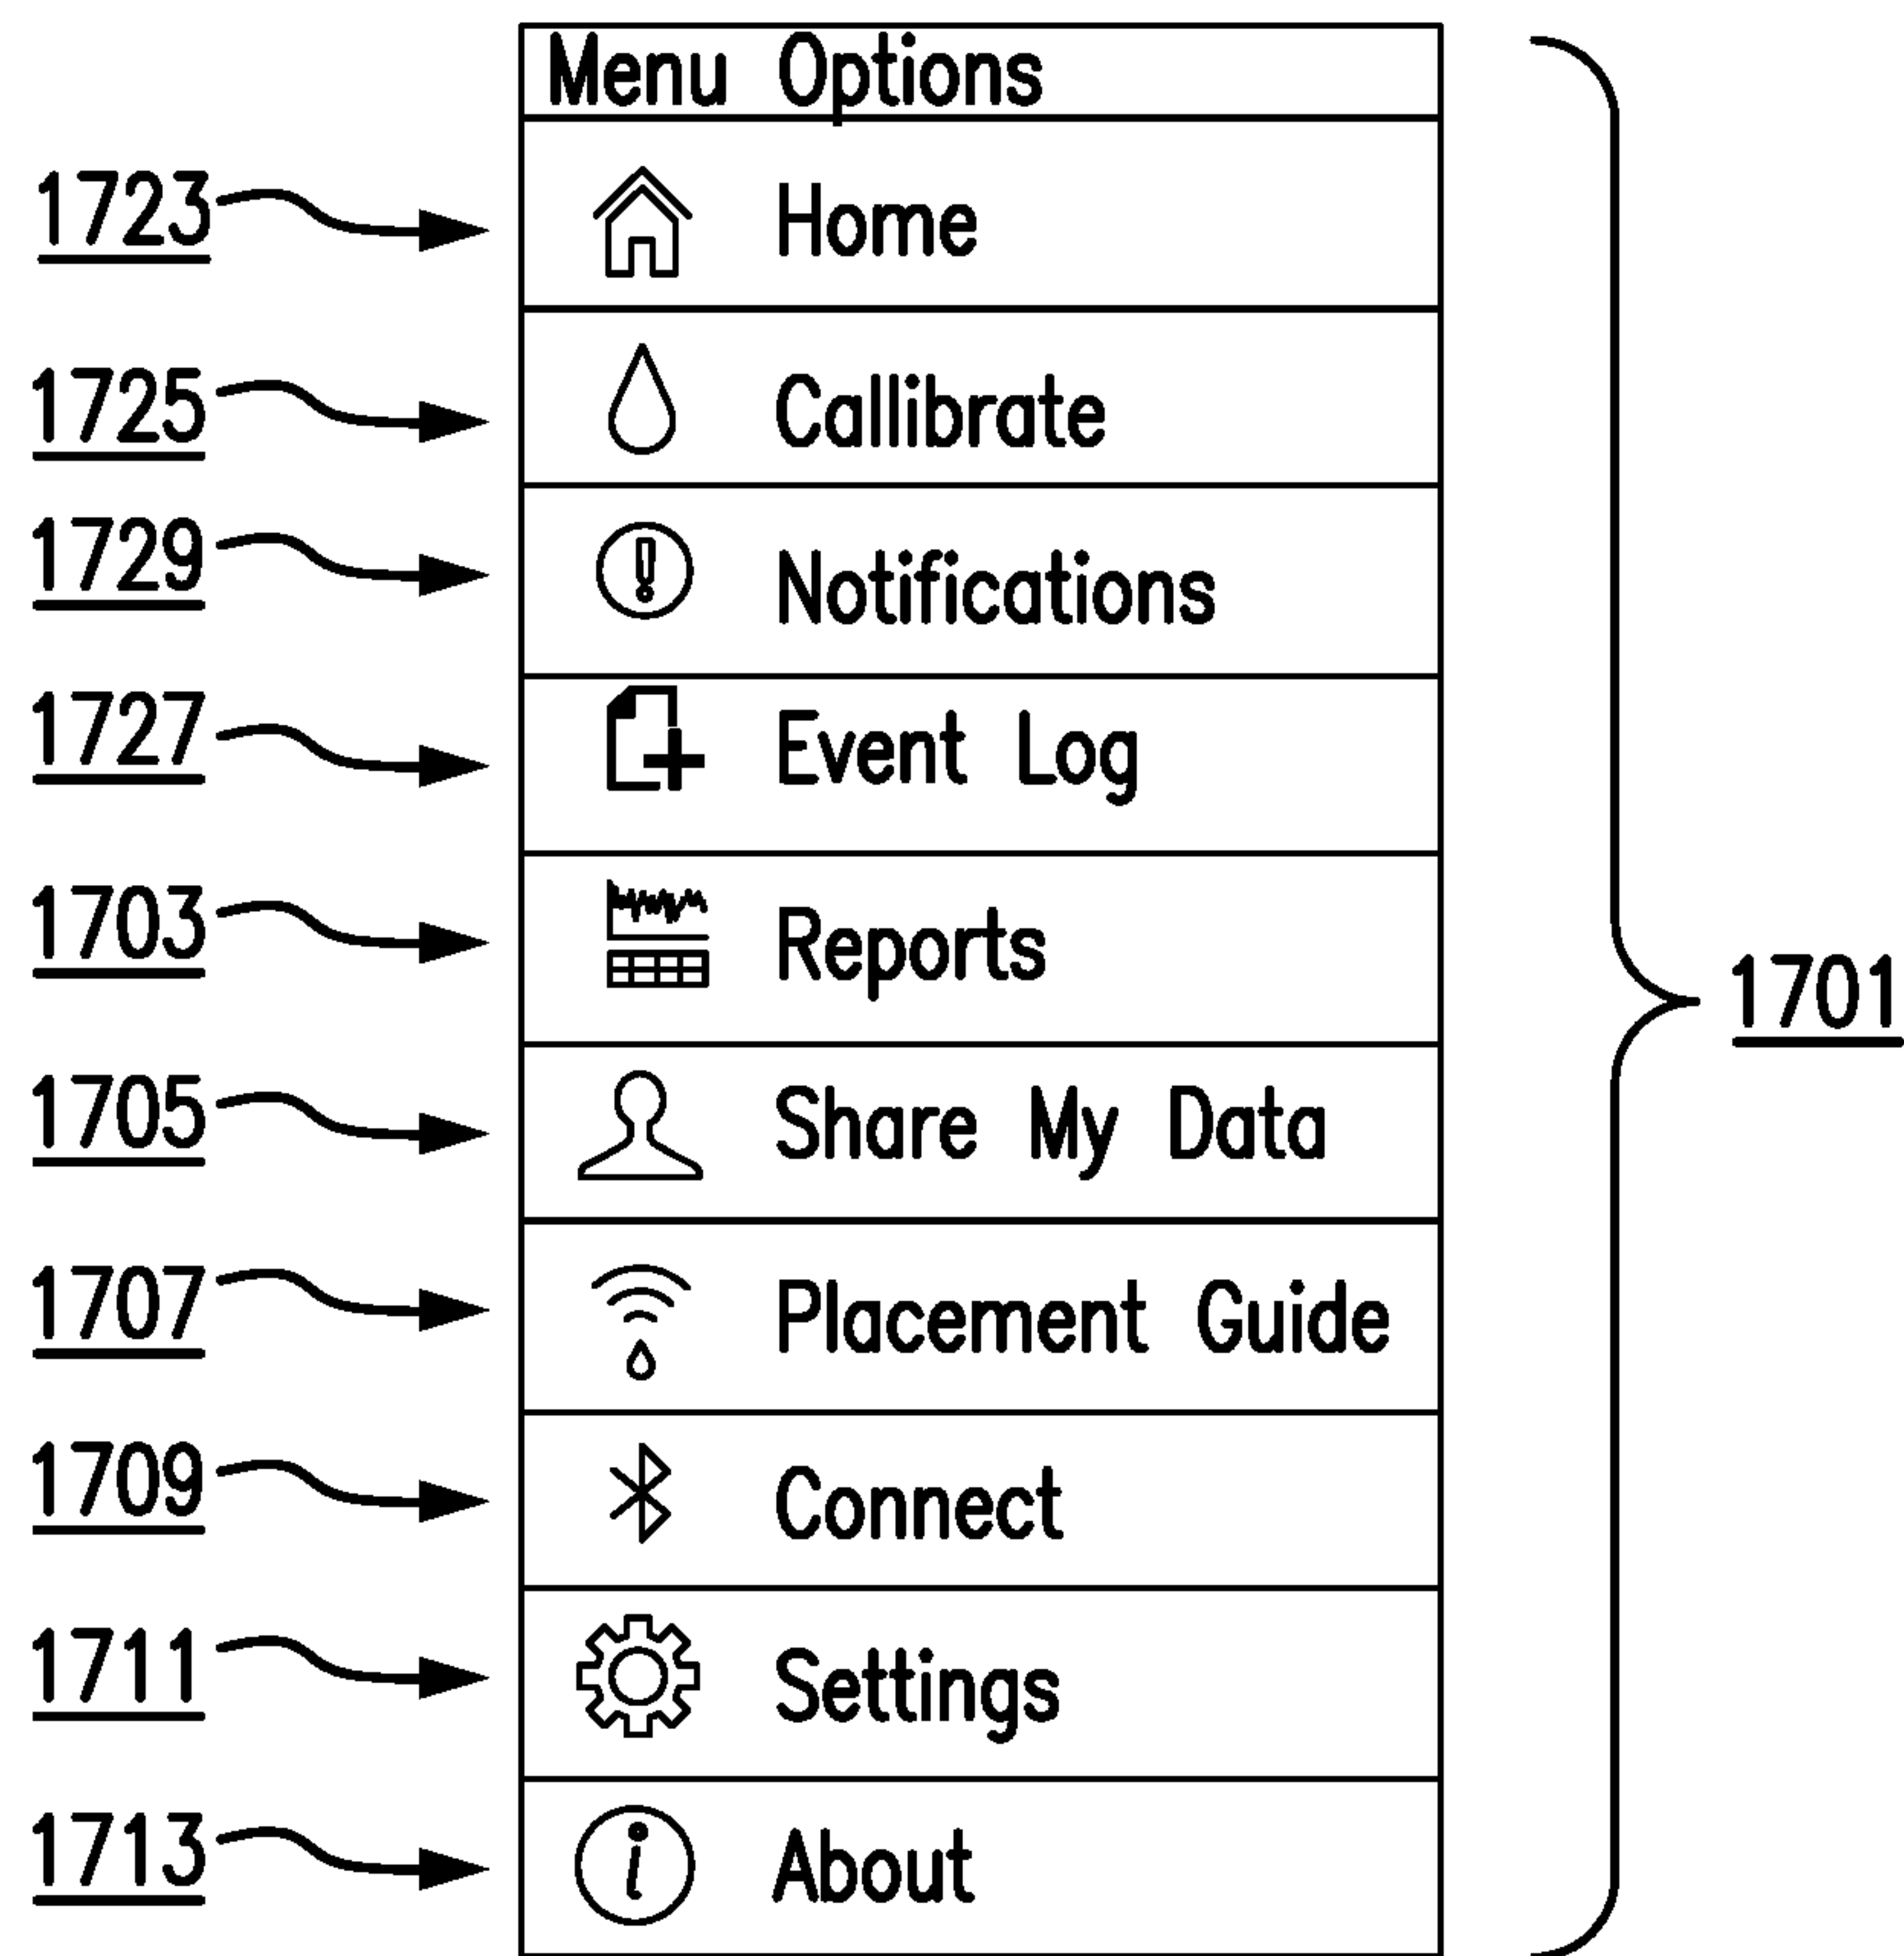 Menu Options
1723 Home
1725 Callibrate
1729 Notifications
1727 Event Log
1703 Reports
1701
1705 Share My Data
1707 Placement Guide
1709 Connect
1711 Settings
1713 About